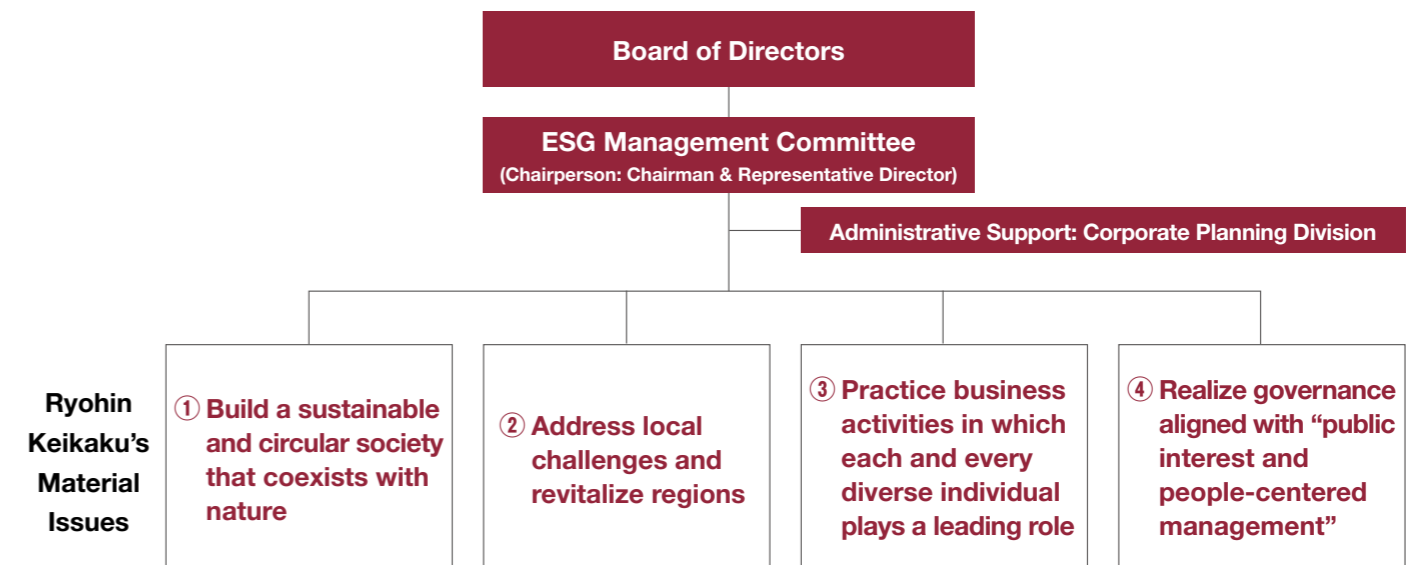 Board of Directors
ESG Management Committee
(Chairperson: Chairman & Representative Director)
Administrative Support: Corporate Planning Division
Ryohin
Keikaku’s
Material
Issues
① Build a sustainable
and circular society
that coexists with
nature
② Address local
challenges and
revitalize regions
③ Practice business
activities in which
each and every
diverse individual
plays a leading role
④ Realize governance
aligned with “public
interest and
people-centered
management”